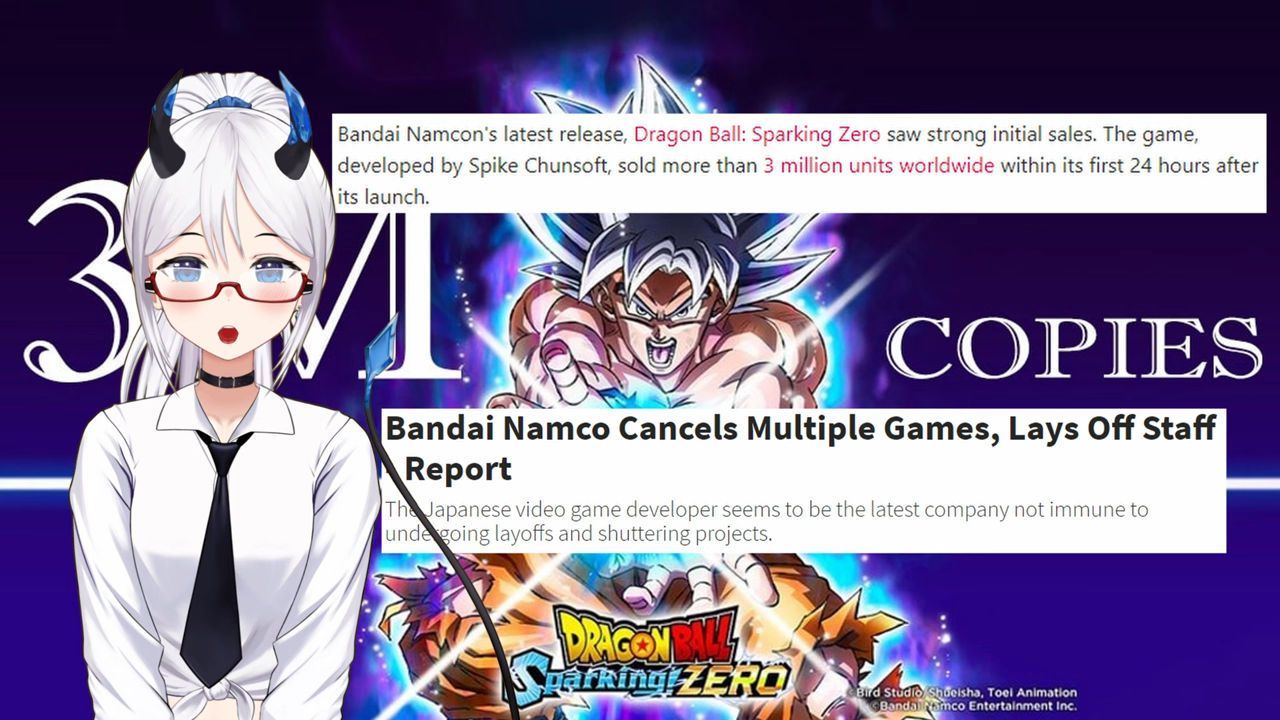 Bandai Namcon's latest release, Dragon Ball: Sparking Zero saw strong initial sales. The game,
developed by Spike Chunsoft, sold more than 3 million units worldwide within its first 24 hours after
its launch.
3M
COPIES
Bandai Namco Cancels Multiple Games, Lays Off Staff
Report
The Japanese video game developer seems to be the latest company not immune to
undergoing layoffs and shuttering projects.
DRAGON BALL
Sparking! ZERO
©Bird Studio/Shueisha, Toei Animation
©Bandai Namco Entertainment Inc.